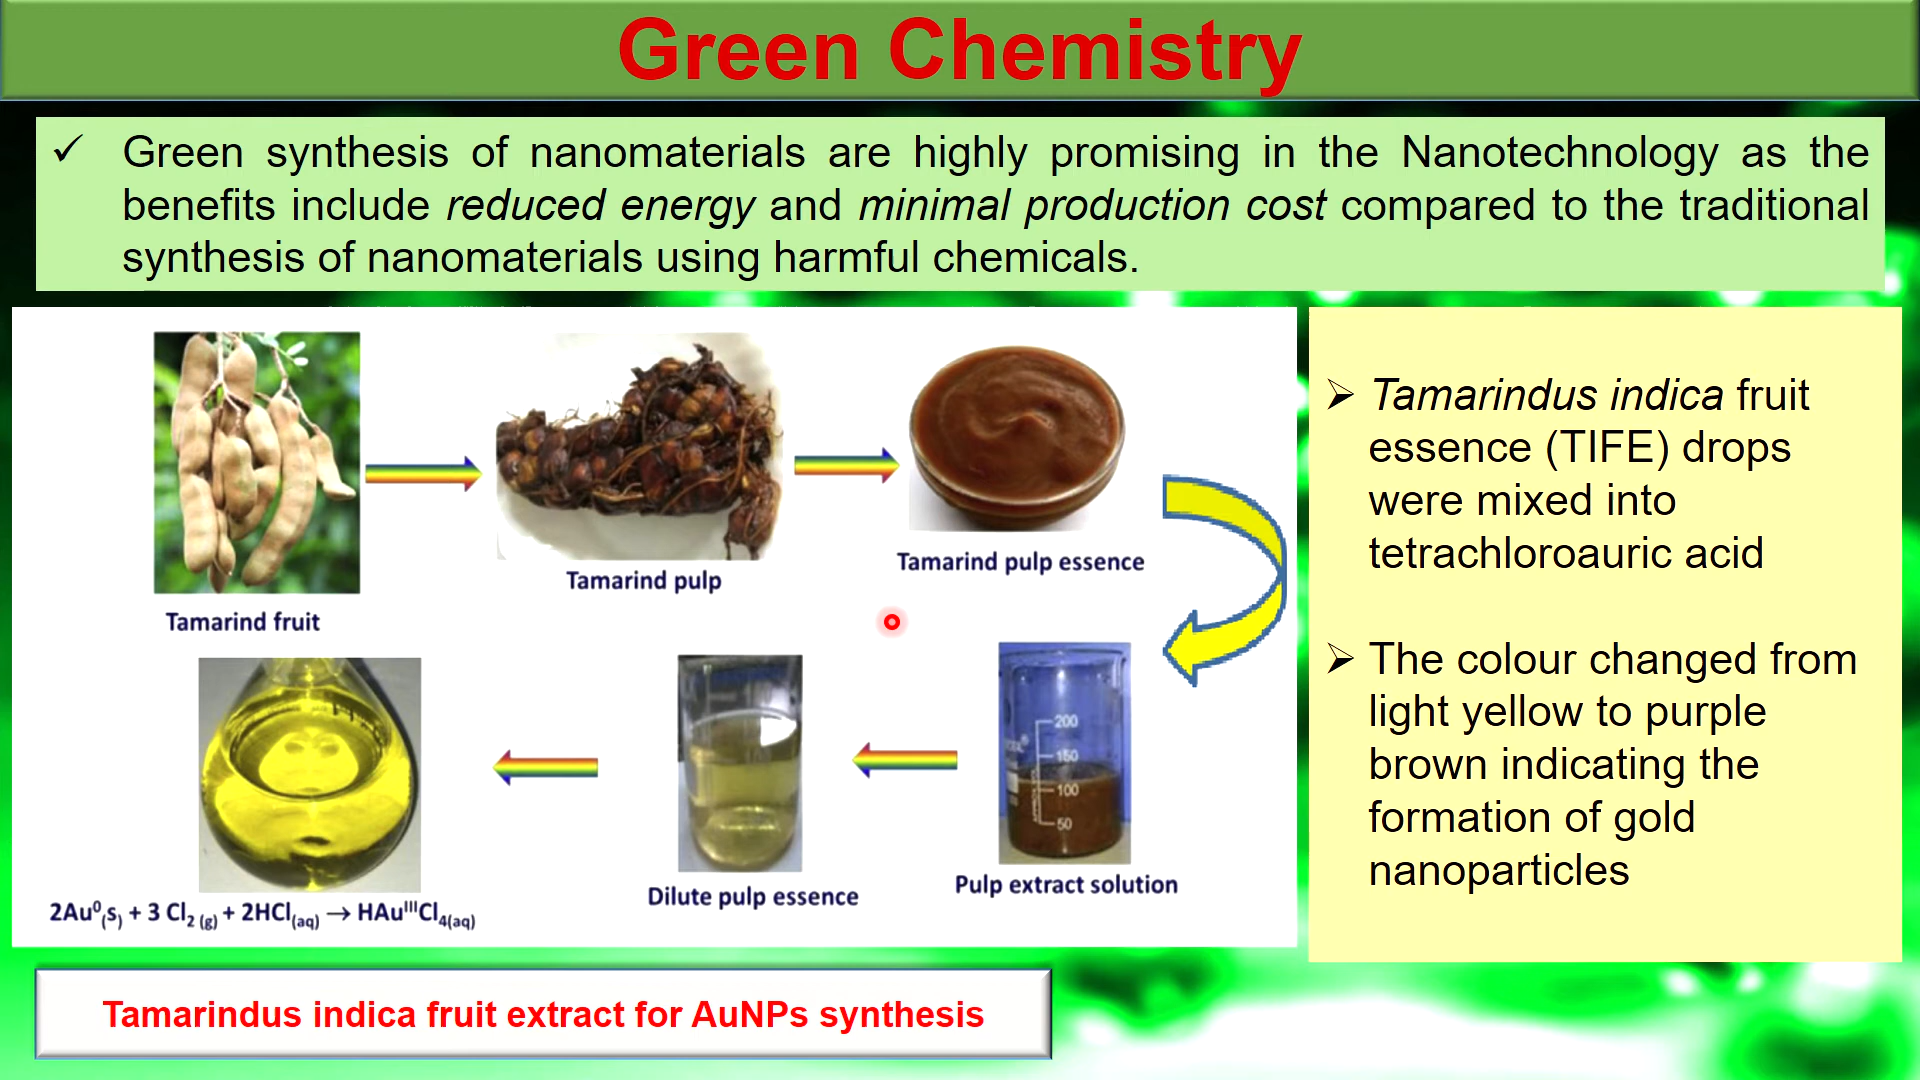 Green Chemistry
✓ Green synthesis of nanomaterials are highly promising in the Nanotechnology as the
benefits include reduced energy and minimal production cost compared to the traditional
synthesis of nanomaterials using harmful chemicals.
Tamarind fruit
Tamarind pulp
Tamarind pulp essence
200
150
100
50
Pulp extract solution
Dilute pulp essence
2Au⁰(s) + 3 Cl₂ (g) + 2HCl(aq) → HAuᴵᴵᴵCl₄(aq)
➢ Tamarindus indica fruit
essence (TIFE) drops
were mixed into
tetrachloroauric acid
➢ The colour changed from
light yellow to purple
brown indicating the
formation of gold
nanoparticles
Tamarindus indica fruit extract for AuNPs synthesis